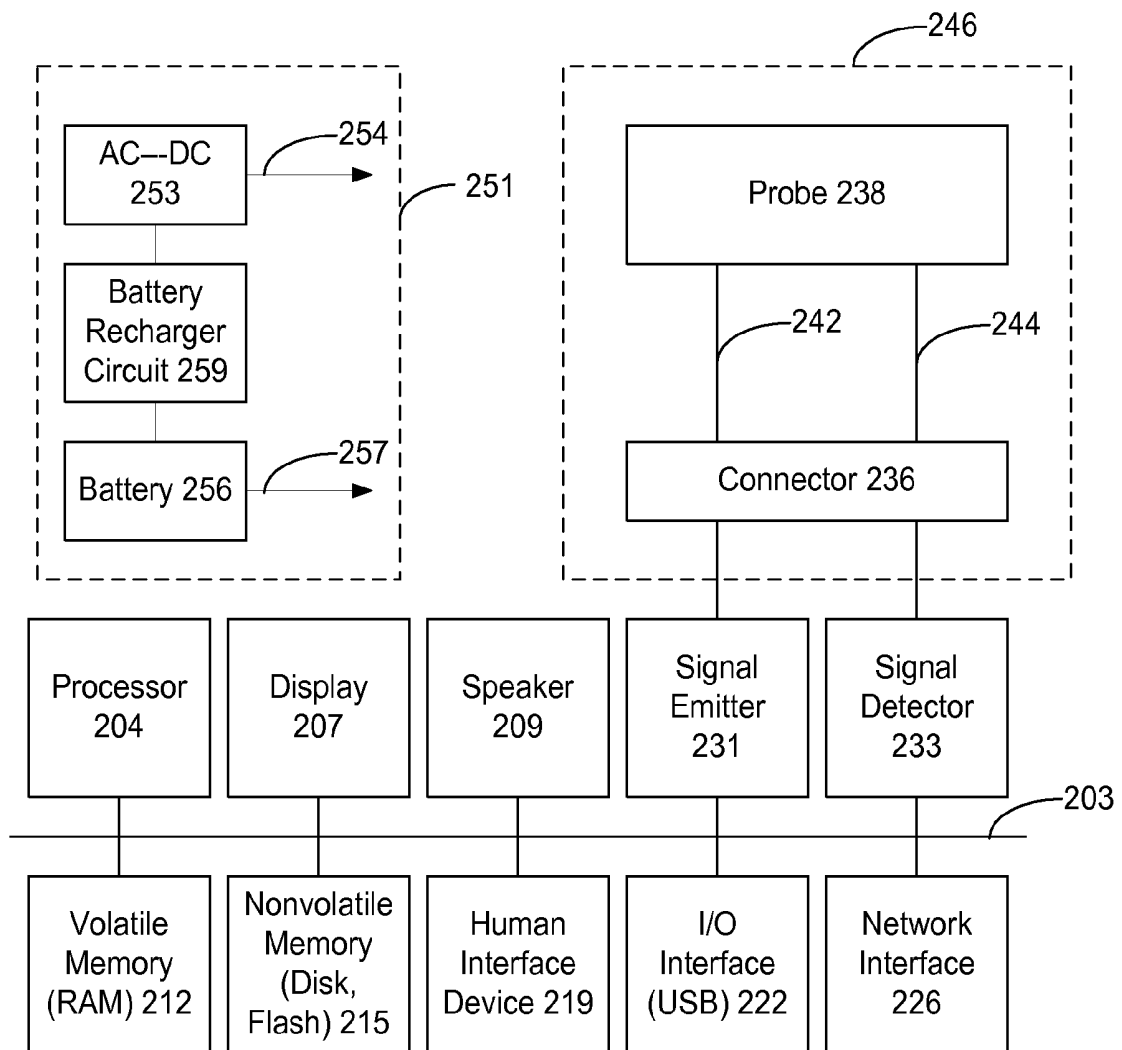 246
AC---DC
253
254
251
Probe 238
Battery
Recharger
Circuit 259
242
244
Battery 256
257
Connector 236
Processor
204
Display
207
Speaker
209
Signal
Emitter
231
Signal
Detector
233
203
Volatile
Memory
(RAM) 212
Nonvolatile
Memory
(Disk,
Flash) 215
Human
Interface
Device 219
I/O
Interface
(USB) 222
Network
Interface
226